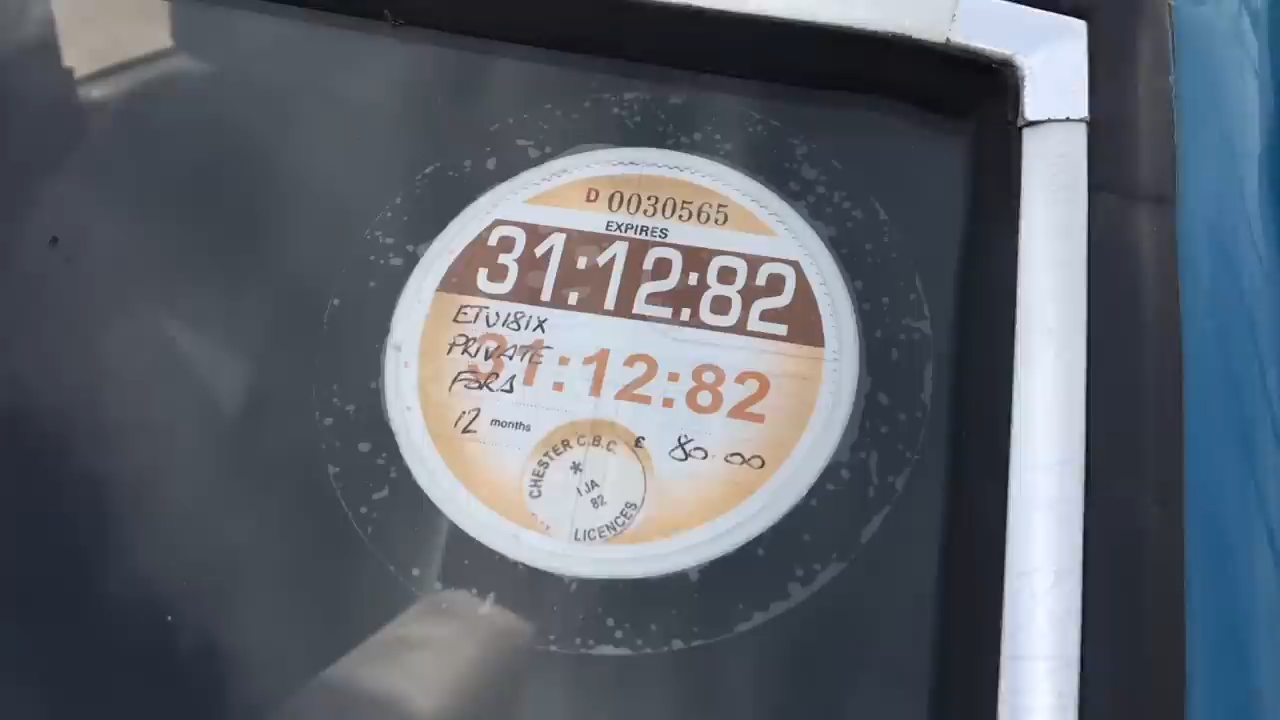 D 0030565
EXPIRES
31:12:82
ETU181X
PRIVATE
31:12:82
FORD
12 months £ 80.00
CHESTER C.B.C.
*
1 JA
82
LICENCES